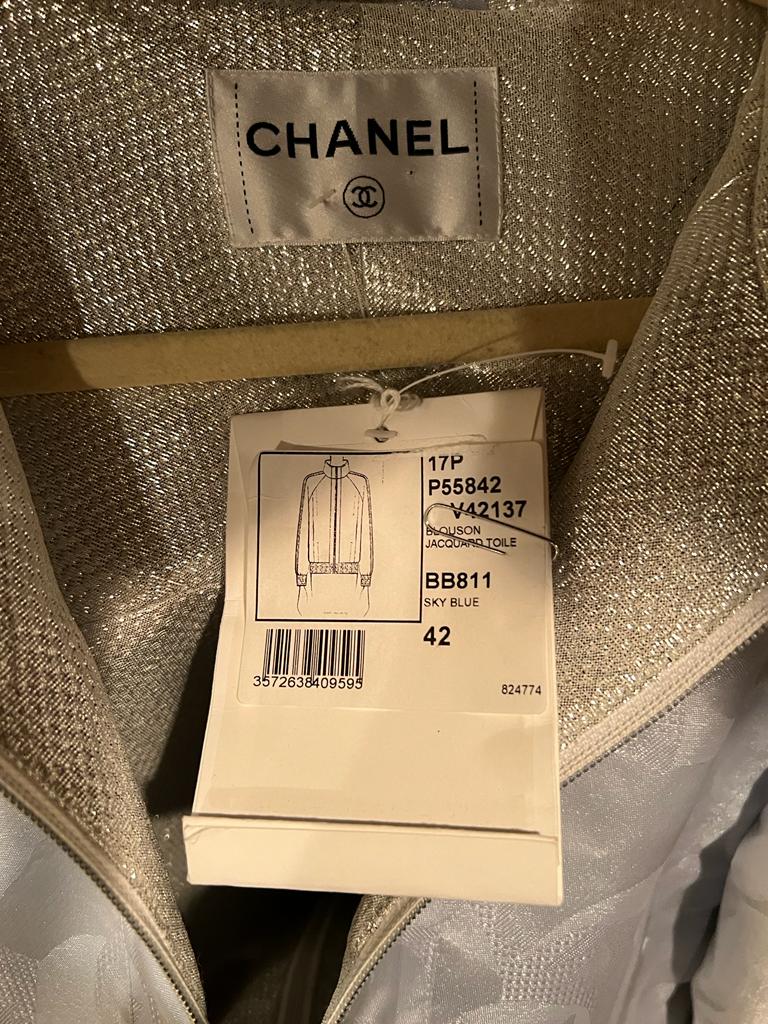 CHANEL
17P
P55842
V42137
BLOUSON
JACQUARD TOILE
BB811
SKY BLUE
42
3572638409595
824774